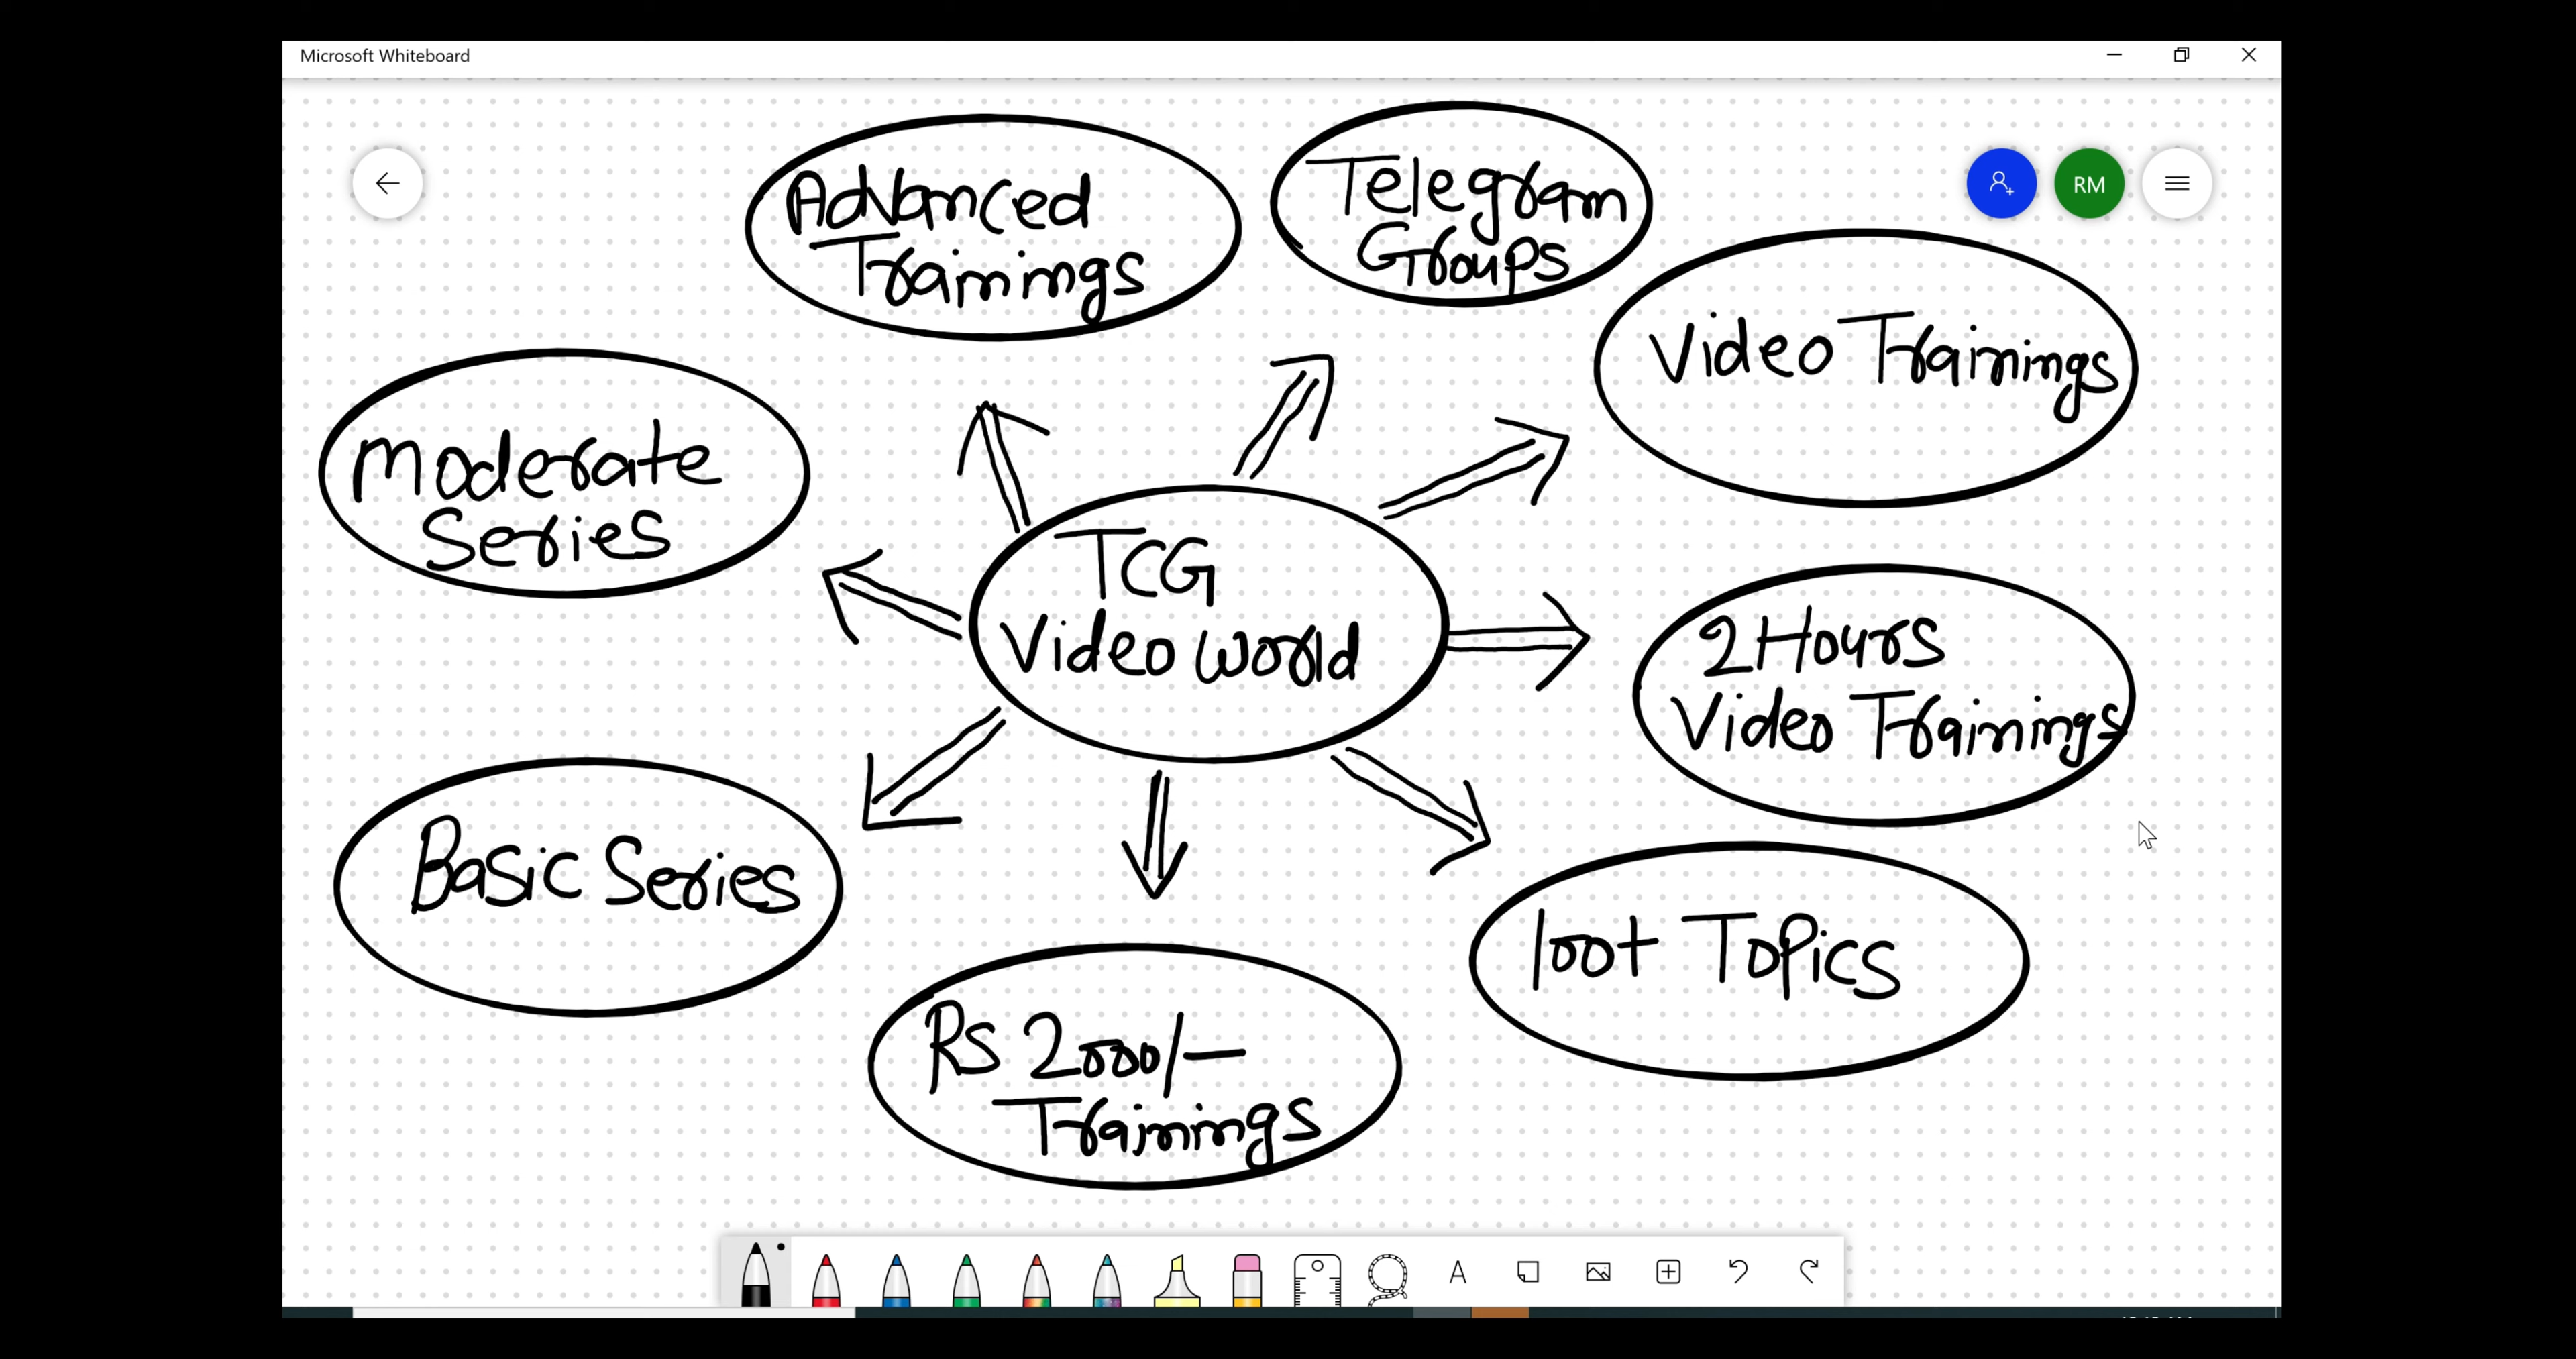 Microsoft Whiteboard
Advanced
Trainings
Telegram
Groups
RM
Video Trainings
Moderate
Series
TCG
Video World
2 Hours
Video Trainings
Basic Series
100+ Topics
RS 2000/-
Trainings
A